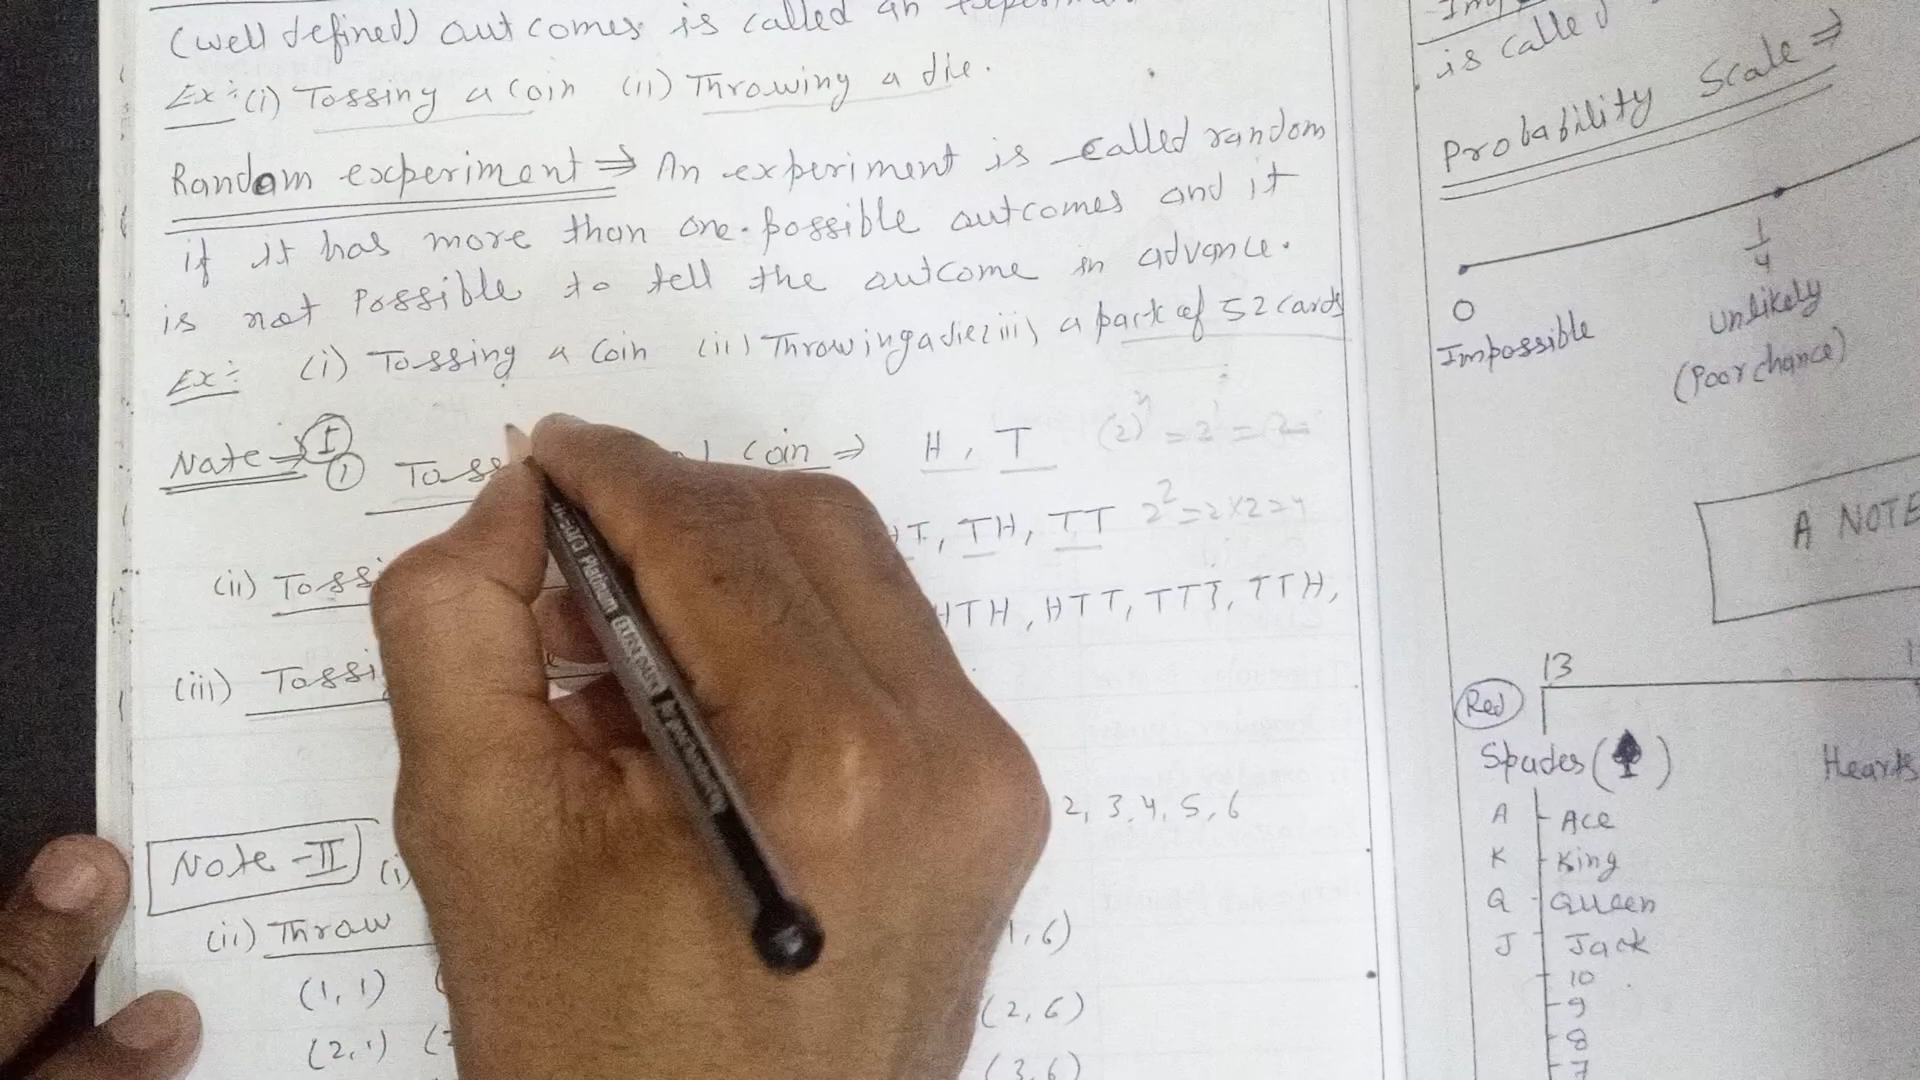 (well defined) outcomes is called an
Ex:- (i) Tossing a coin (ii) Throwing a die.
Random experiment ⇒ An experiment is called random
if it has more than one possible outcomes and it
is not possible to tell the outcome in advance.
Ex:- (i) Tossing a coin (ii) Throwing a die (iii) a pack of 52 cards
Note ⇒ I
(i) coin ⇒ H, T (2) = 2 = 2
(ii) TH, TT 2² = 2×2=4
HTH, HTT, TTT, TTH,
(iii)
2, 3, 4, 5, 6
Note - II (i)
(ii) Throw 1, 6)
(1, 1) (2, 6)
(2, 1) (3, 6)
is called
Probability Scale ⇒
1/4
0
Impossible
Unlikely
(Poor chance)
A NOTE
13
Red
Spades (♠) Hearts
A Ace
K King
Q Queen
J Jack
10
9
8
7